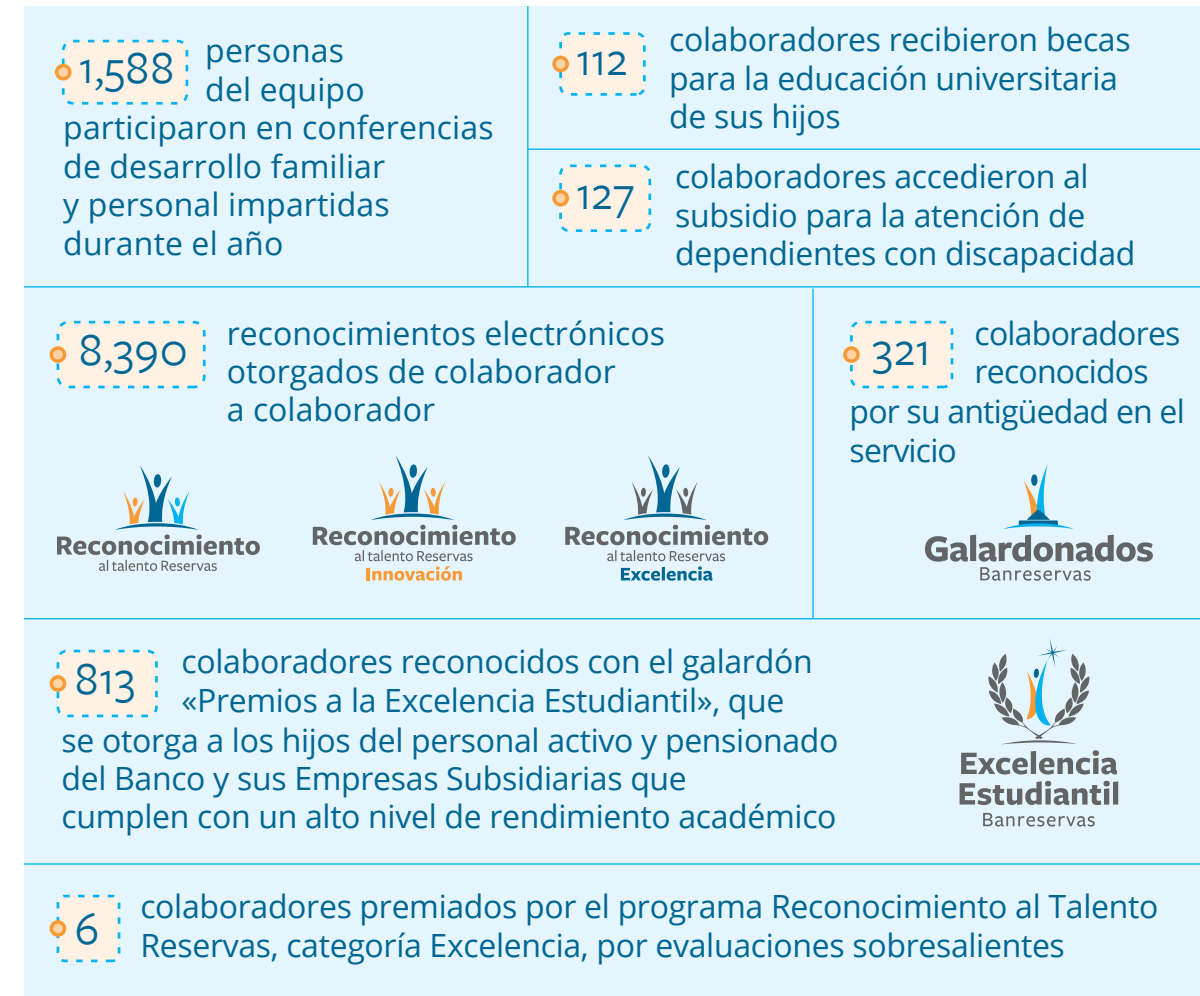 1,588 personas
del equipo
participaron en conferencias
de desarrollo familiar
y personal impartidas
durante el año
112 colaboradores recibieron becas
para la educación universitaria
de sus hijos
127 colaboradores accedieron al
subsidio para la atención de
dependientes con discapacidad
8,390 reconocimientos electrónicos
otorgados de colaborador
a colaborador
Reconocimiento
al talento Reservas
Reconocimiento
al talento Reservas
Innovación
Reconocimiento
al talento Reservas
Excelencia
321 colaboradores
reconocidos
por su antigüedad en el
servicio
Galardonados
Banreservas
813 colaboradores reconocidos con el galardón
«Premios a la Excelencia Estudiantil», que
se otorga a los hijos del personal activo y pensionado
del Banco y sus Empresas Subsidiarias que
cumplen con un alto nivel de rendimiento académico
Excelencia
Estudiantil
Banreservas
6 colaboradores premiados por el programa Reconocimiento al Talento
Reservas, categoría Excelencia, por evaluaciones sobresalientes